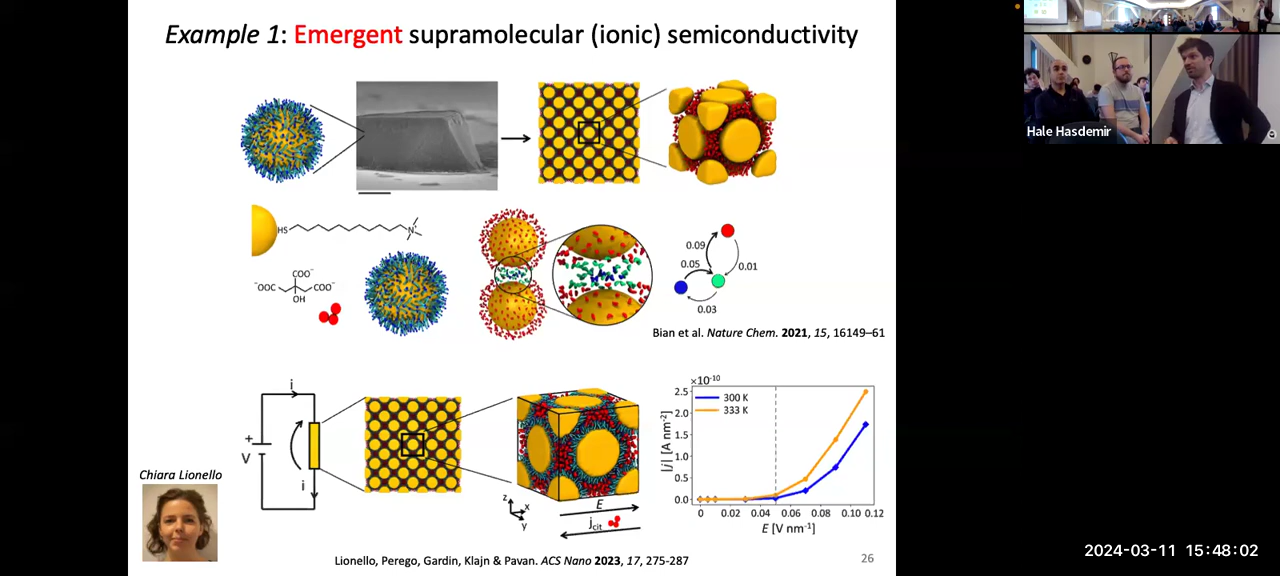 Example 1: Emergent supramolecular (ionic) semiconductivity
HS
N
+
COO⁻
⁻OOC
COO⁻
OH
0.09
0.05
0.01
0.03
Bian et al. Nature Chem. 2021, 15, 16149–61
i
+
V
i
Chiara Lionello
z
x
y
E
jcit
×10⁻¹⁰
2.5
2.0
1.5
1.0
0.5
0.0
|j| [A nm⁻²]
300 K
333 K
0
0.02
0.04
0.06
0.08
0.10
0.12
E [V nm⁻¹]
Lionello, Perego, Gardin, Klajn & Pavan. ACS Nano 2023, 17, 275-287
26
Hale Hasdemir
2024-03-11 15:48:02